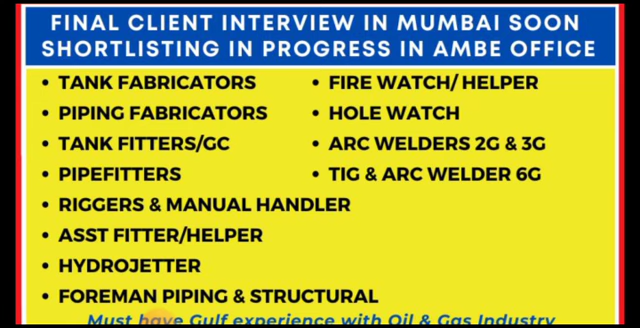 FINAL CLIENT INTERVIEW IN MUMBAI SOON
SHORTLISTING IN PROGRESS IN AMBE OFFICE
• TANK FABRICATORS
• PIPING FABRICATORS
• TANK FITTERS/GC
• PIPEFITTERS
• RIGGERS & MANUAL HANDLER
• ASST FITTER/HELPER
• HYDROJETTER
• FOREMAN PIPING & STRUCTURAL
• FIRE WATCH/ HELPER
• HOLE WATCH
• ARC WELDERS 2G & 3G
• TIG & ARC WELDER 6G
Must have Gulf experience with Oil & Gas Industry